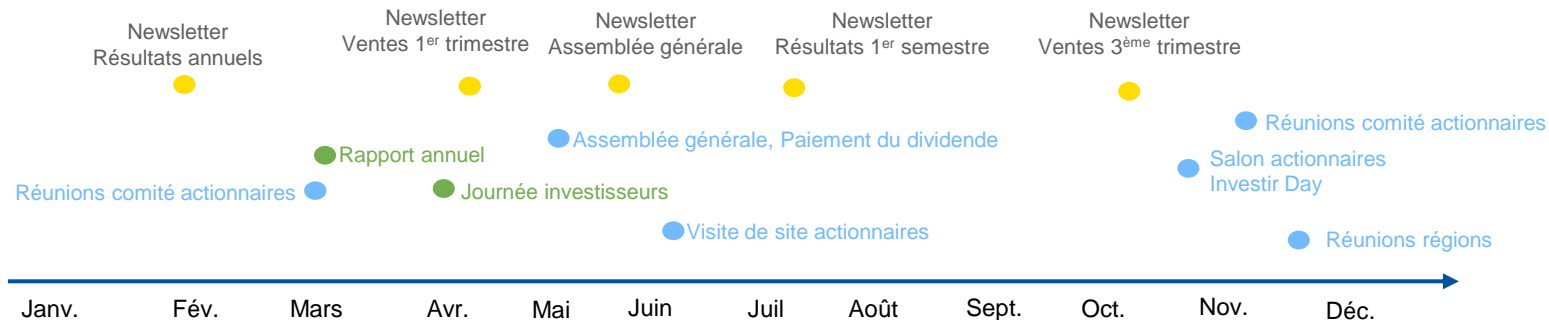 Newsletter
Résultats annuels
Newsletter
Ventes 1er trimestre
Newsletter
Assemblée générale
Newsletter
Résultats 1er semestre
Newsletter
Ventes 3ème trimestre
Réunions comité actionnaires
Assemblée générale, Paiement du dividende
Rapport annuel
Salon actionnaires
Investir Day
Réunions comité actionnaires
Journée investisseurs
Visite de site actionnaires
Réunions régions
Janv. Fév. Mars Avr. Mai Juin Juil Août Sept. Oct. Nov. Déc.